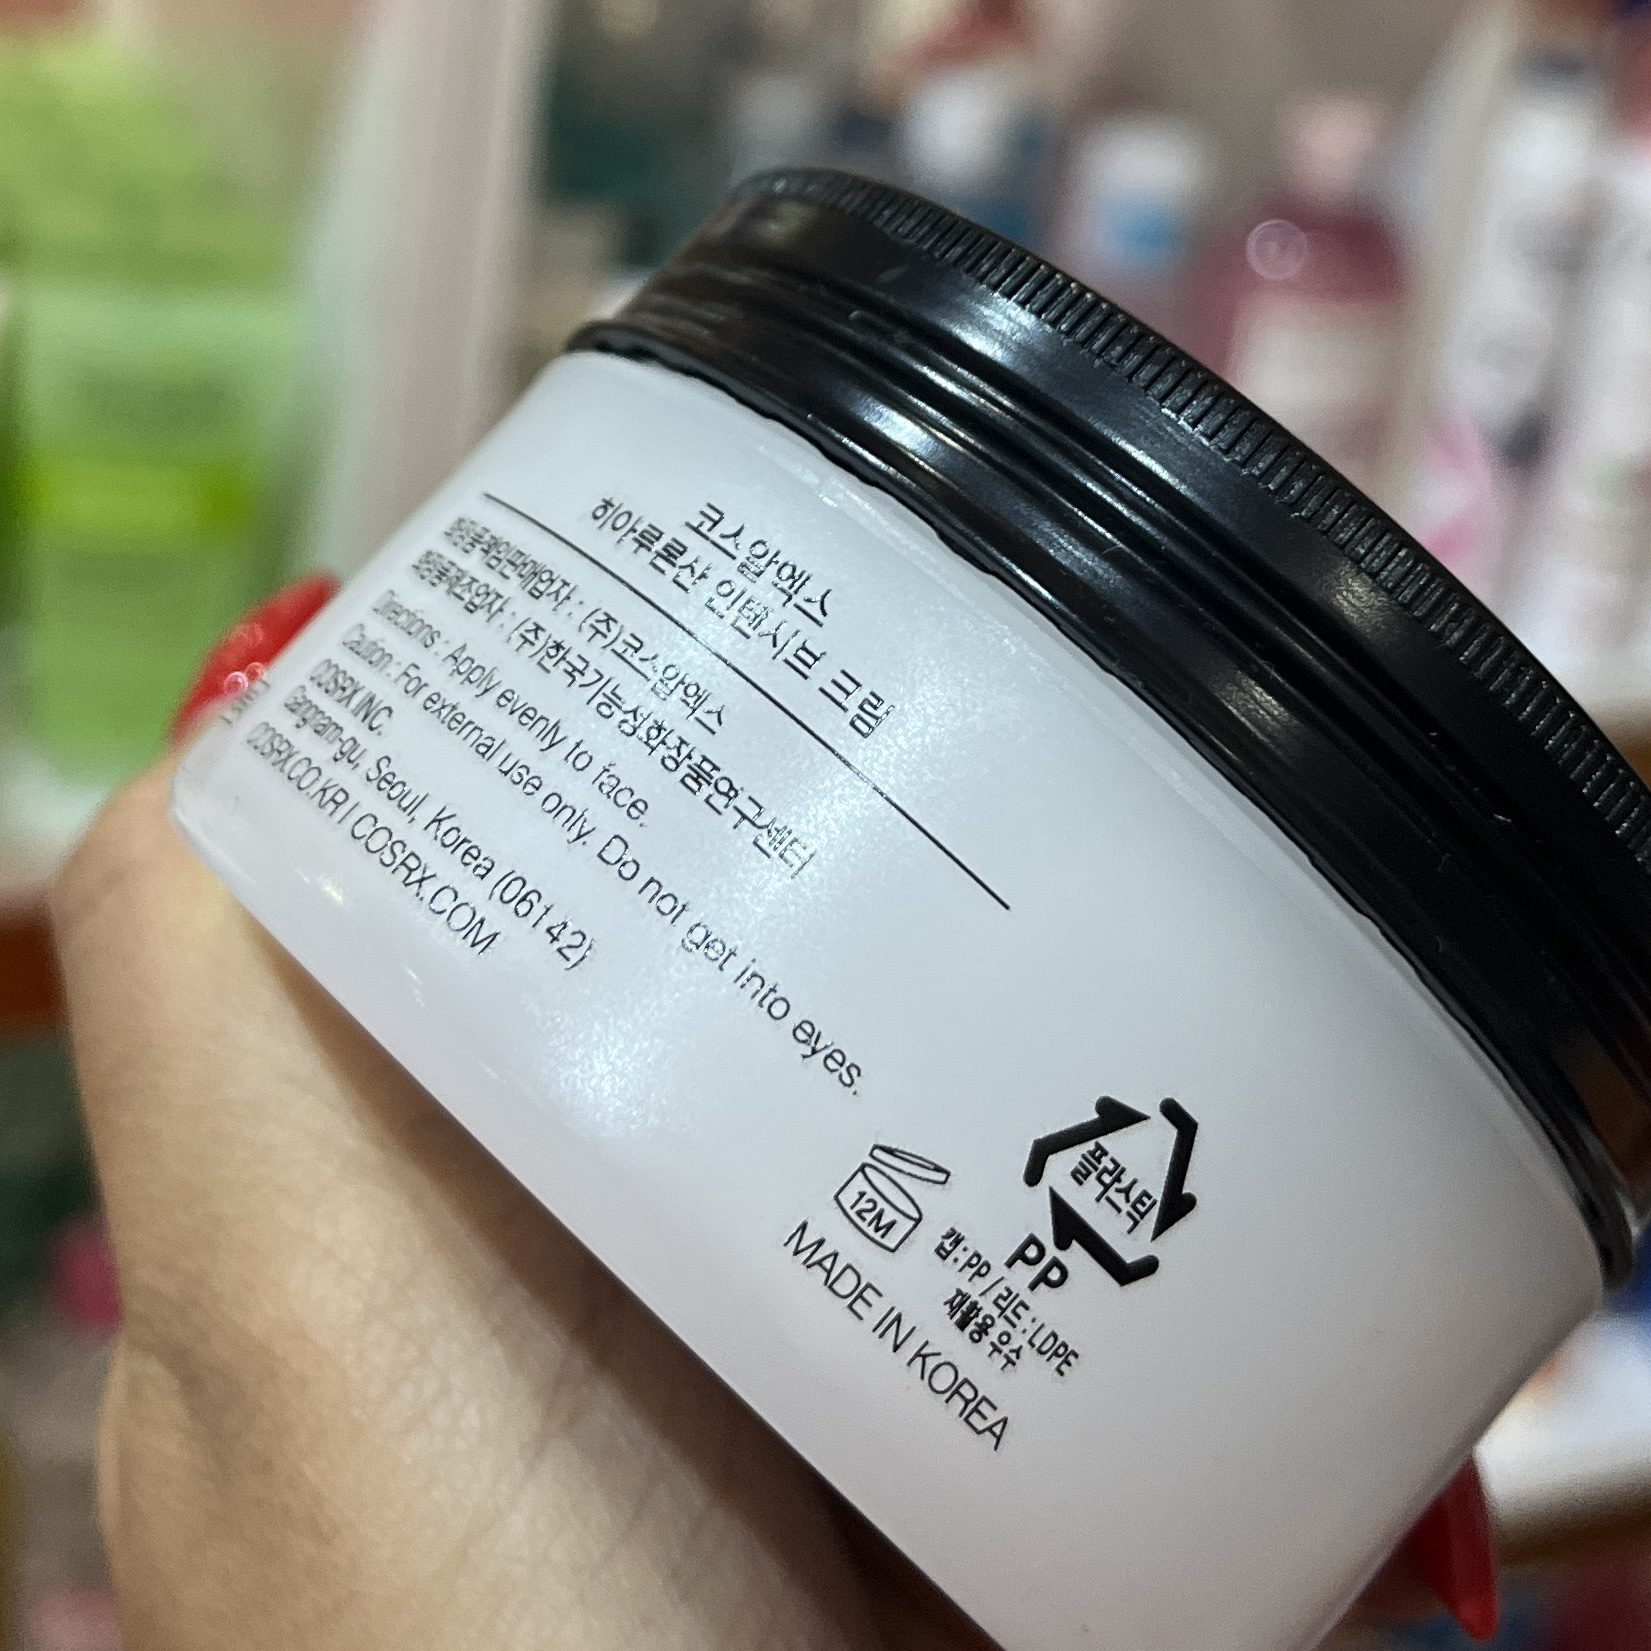 코스알엑스
히아루론산 인텐시브 크림
화장품책임판매업자 : (주)코스알엑스
화장품제조업자 : (주)한국기능성화장품연구센터
Directions : Apply evenly to face.
Caution : For external use only. Do not get into eyes.
COSRX INC.
Gangnam-gu, Seoul, Korea (06142)
COSRX.CO.KR | COSRX.COM
12M
플라스틱
PP
캡:PP / 리드:LDPE
재활용 우수
MADE IN KOREA